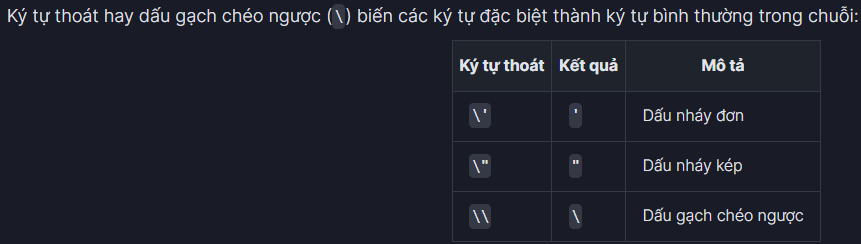 Ký tự thoát hay dấu gạch chéo ngược (\) biến các ký tự đặc biệt thành ký tự bình thường trong chuỗi:
Ký tự thoát Kết quả Mô tả
\' ' Dấu nháy đơn
\" " Dấu nháy kép
\\ \ Dấu gạch chéo ngược